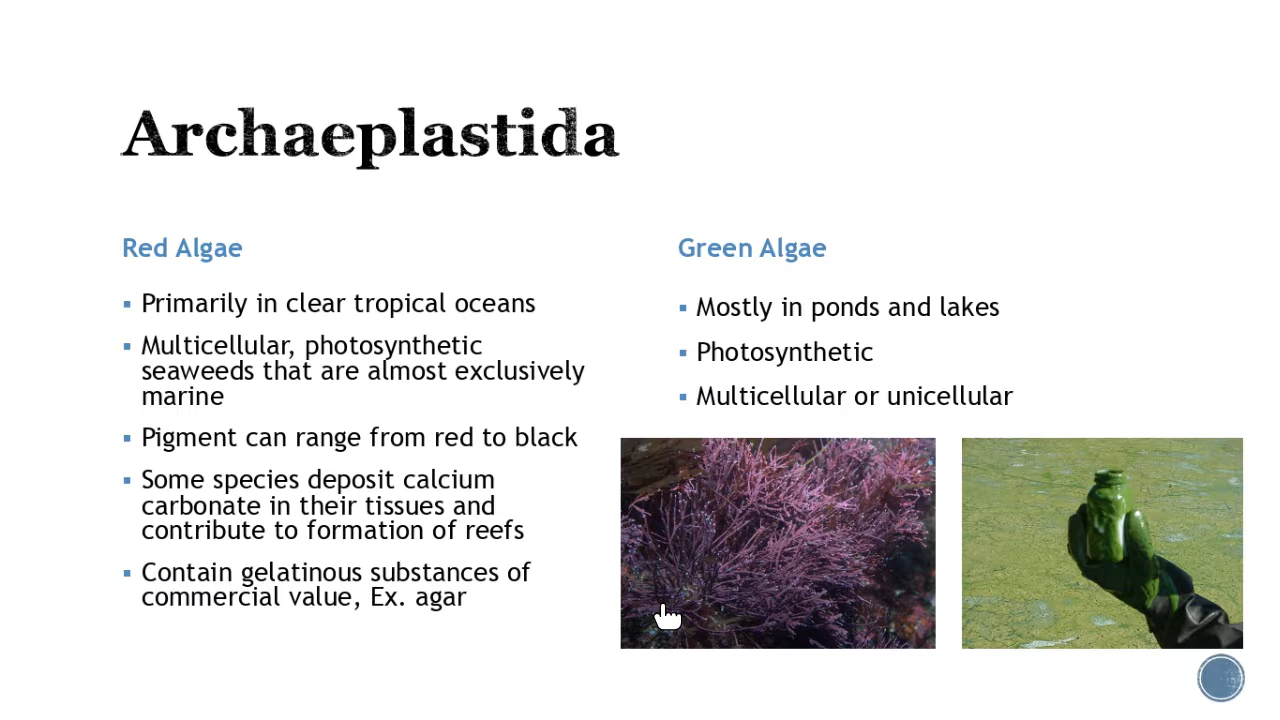 Archaeplastida
Red Algae
▪ Primarily in clear tropical oceans
▪ Multicellular, photosynthetic
seaweeds that are almost exclusively
marine
▪ Pigment can range from red to black
▪ Some species deposit calcium
carbonate in their tissues and
contribute to formation of reefs
▪ Contain gelatinous substances of
commercial value, Ex. agar
Green Algae
▪ Mostly in ponds and lakes
▪ Photosynthetic
▪ Multicellular or unicellular